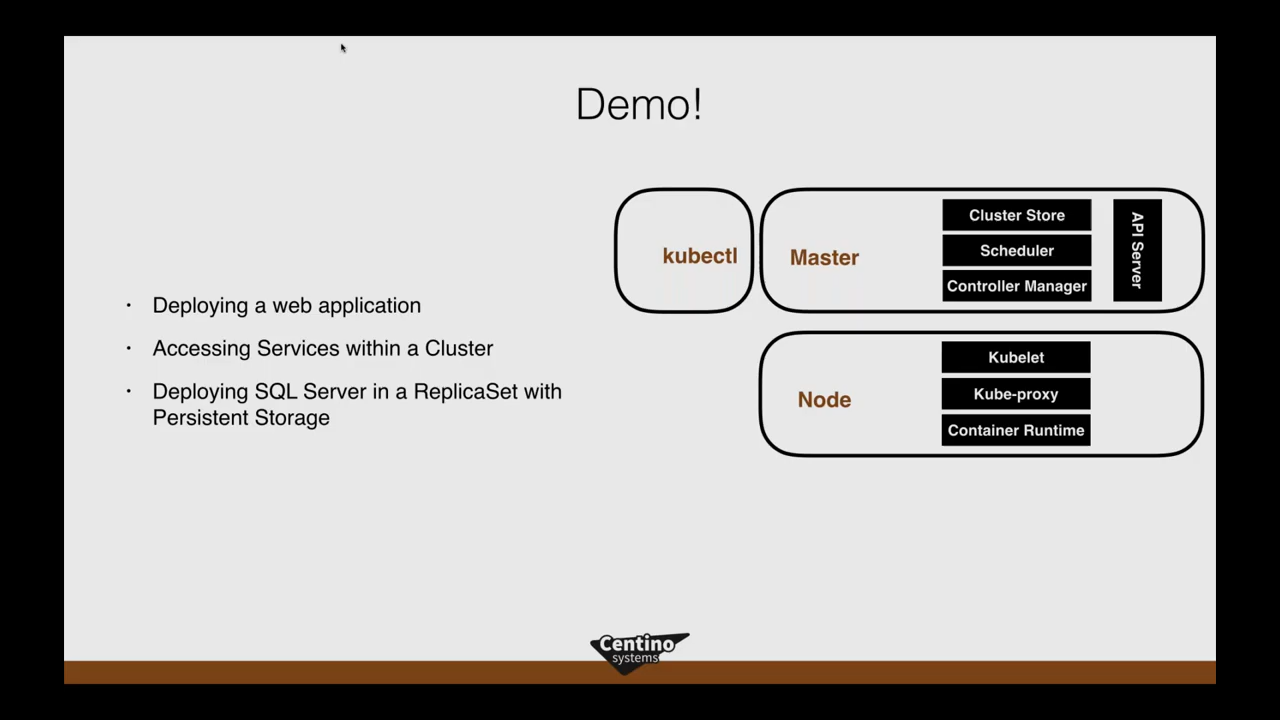 Demo!
• Deploying a web application
• Accessing Services within a Cluster
• Deploying SQL Server in a ReplicaSet with
Persistent Storage
kubectl
Master
Cluster Store
Scheduler
Controller Manager
API Server
Node
Kubelet
Kube-proxy
Container Runtime
Centino
systems